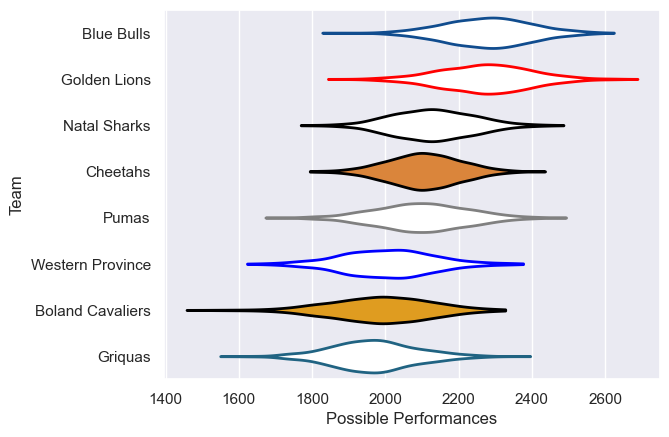 Blue Bulls
Golden Lions
Natal Sharks
Cheetahs
Pumas
Western Province
Boland Cavaliers
Griquas
Team
1400 1600 1800 2000 2200 2400 2600
Possible Performances